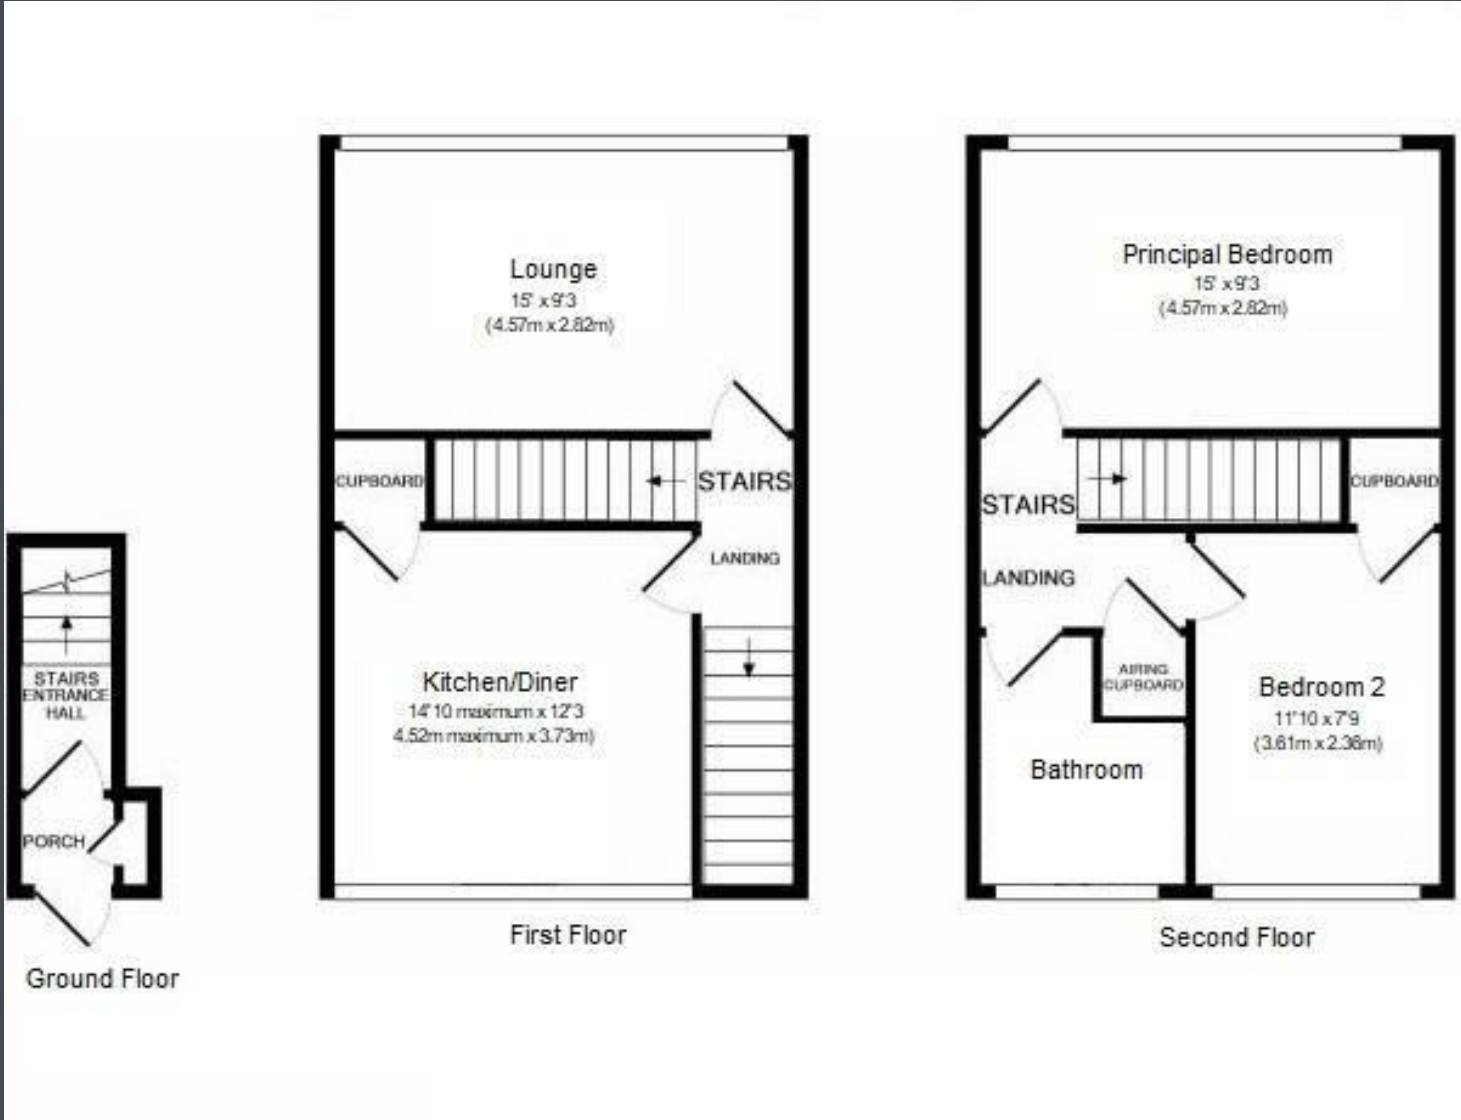 STAIRS
ENTRANCE
HALL
PORCH
Ground Floor
Lounge
15' x 9'3
(4.57m x 2.82m)
CUPBOARD
STAIRS
LANDING
Kitchen/Diner
14'10 maximum x 12'3
4.52m maximum x 3.73m)
First Floor
Principal Bedroom
15' x 9'3
(4.57m x 2.82m)
STAIRS
CUPBOARD
LANDING
AIRING
CUPBOARD
Bedroom 2
11'10 x 7'9
(3.61m x 2.36m)
Bathroom
Second Floor